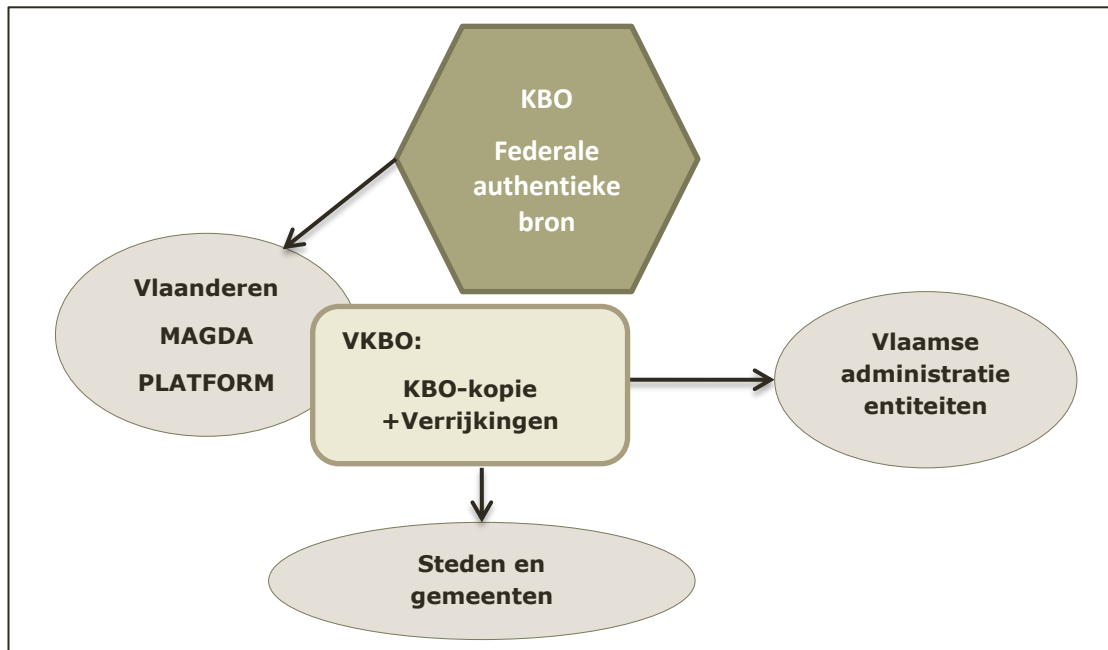 KBO
Federale
authentieke
bron
Vlaanderen
MAGDA
PLATFORM
VKBO:
KBO-kopie
+Verrijkingen
Vlaamse
administratie
entiteiten
Steden en
gemeenten